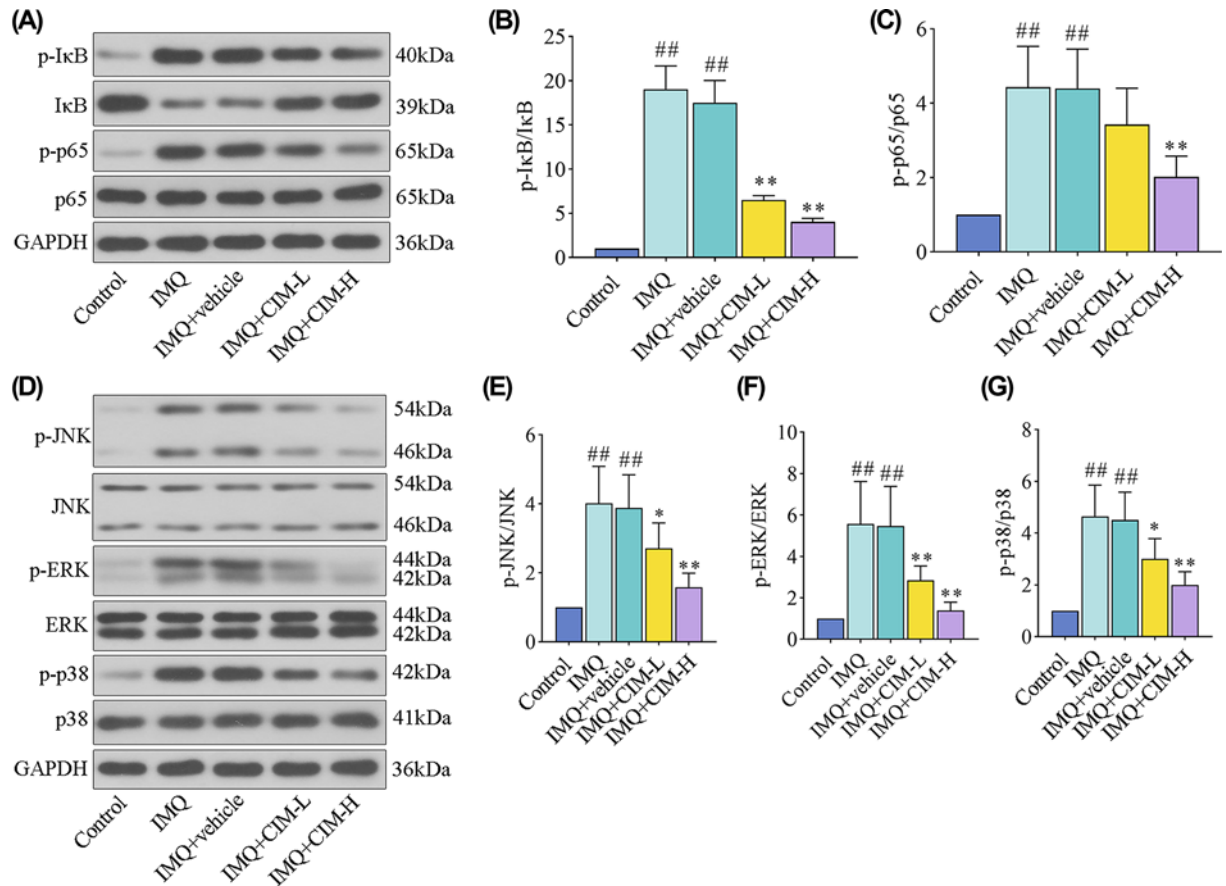 (A)
p-IκB 40kDa
IκB 39kDa
p-p65 65kDa
p65 65kDa
GAPDH 36kDa
Control IMQ IMQ+vehicle IMQ+CIM-L IMQ+CIM-H
(B)
p-IκB/IκB
25
20
15
10
5
0
## ## ** **
Control IMQ IMQ+vehicle IMQ+CIM-L IMQ+CIM-H
(C)
p-p65/p65
6
4
2
0
## ## **
Control IMQ IMQ+vehicle IMQ+CIM-L IMQ+CIM-H
(D)
p-JNK 54kDa
46kDa
JNK 54kDa
46kDa
p-ERK 44kDa
42kDa
ERK 44kDa
42kDa
p-p38 42kDa
p38 41kDa
GAPDH 36kDa
Control IMQ IMQ+vehicle IMQ+CIM-L IMQ+CIM-H
(E)
p-JNK/JNK
6
4
2
0
## ## * **
Control IMQ IMQ+vehicle IMQ+CIM-L IMQ+CIM-H
(F)
p-ERK/ERK
10
8
6
4
2
0
## ## ** **
Control IMQ IMQ+vehicle IMQ+CIM-L IMQ+CIM-H
(G)
p-p38/p38
8
6
4
2
0
## ## * **
Control IMQ IMQ+vehicle IMQ+CIM-L IMQ+CIM-H